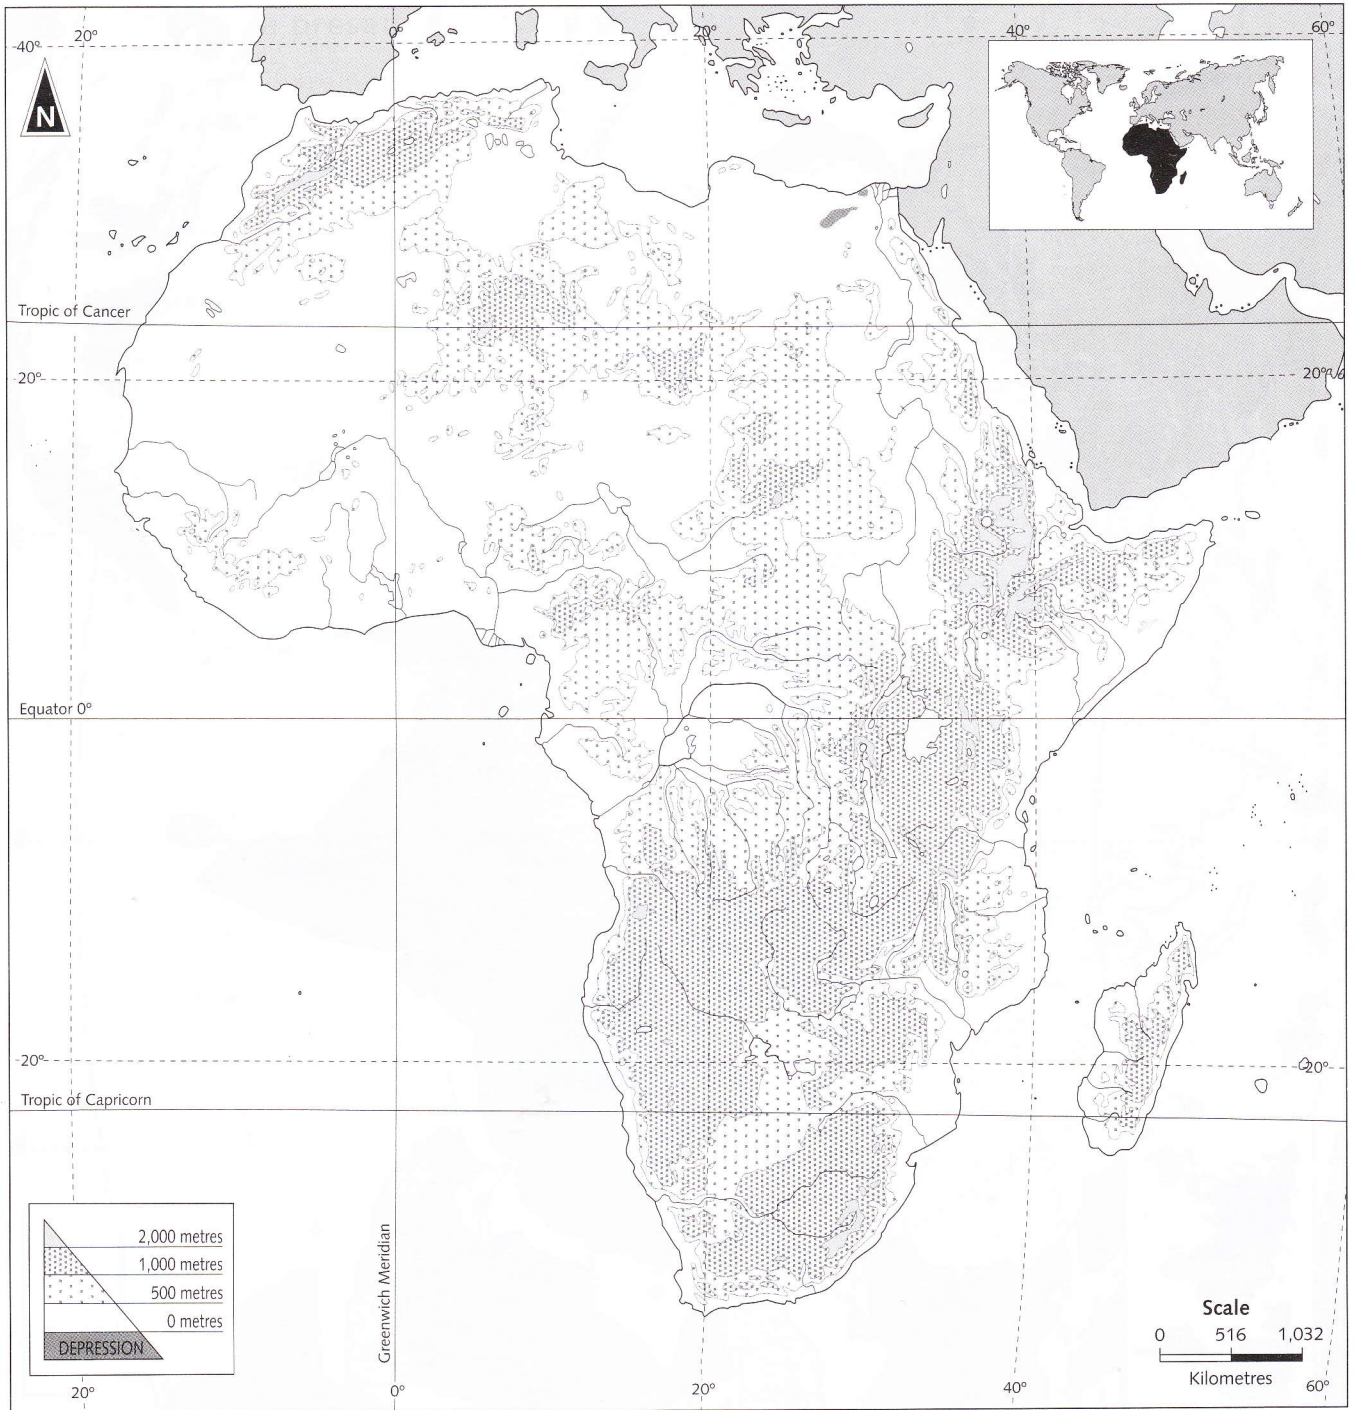 20°
0°
20°
40°
60°
40°
N
Tropic of Cancer
20°
20°
Equator 0°
20°
20°
Tropic of Capricorn
2,000 metres
1,000 metres
500 metres
0 metres
DEPRESSION
Greenwich Meridian
Scale
0 516 1,032
Kilometres
20°
0°
20°
40°
60°